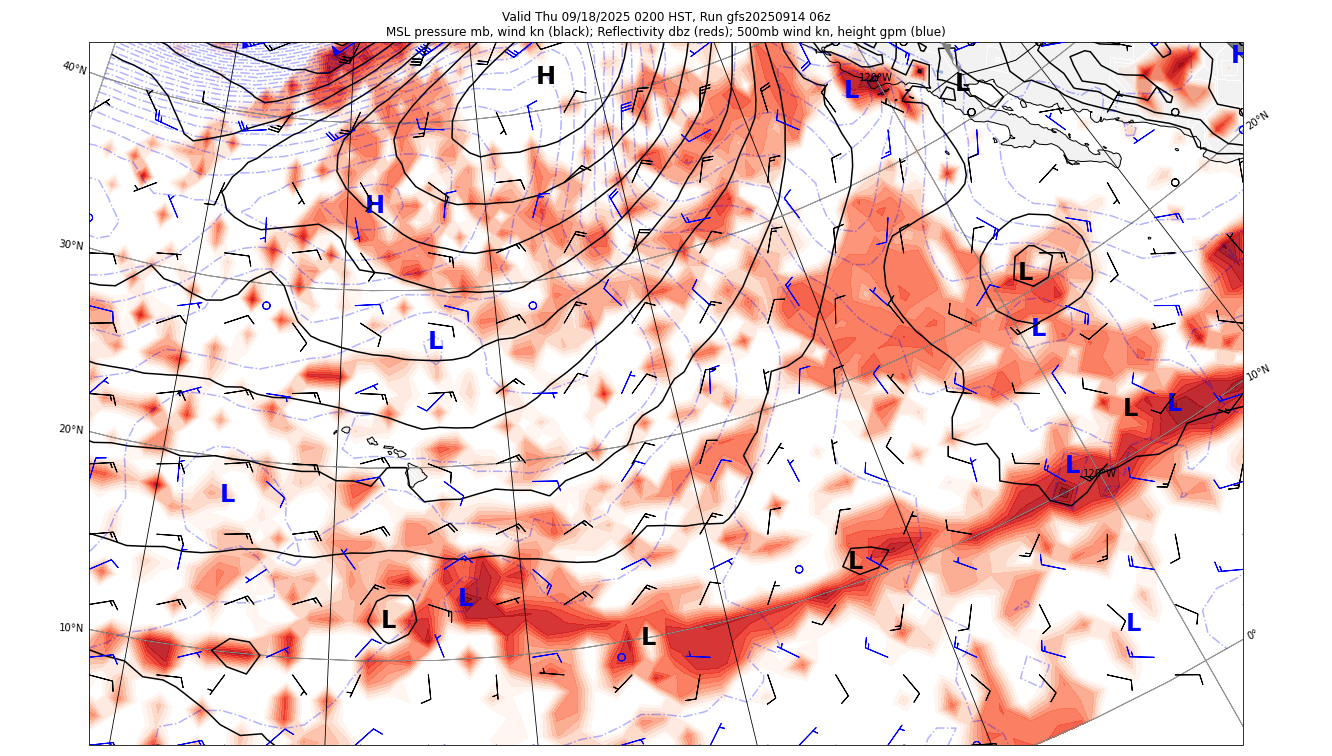 Valid Thu 09/18/2025 0200 HST, Run gfs20250914 06z
MSL pressure mb, wind kn (black); Reflectivity dbz (reds); 500mb wind kn, height gpm (blue)
H
H
L
L
120°W
40°N
20°N
H
30°N
L
L
L
10°N
L
L
20°N
L
120°W
L
L
L
L
L
10°N
L
L
0°